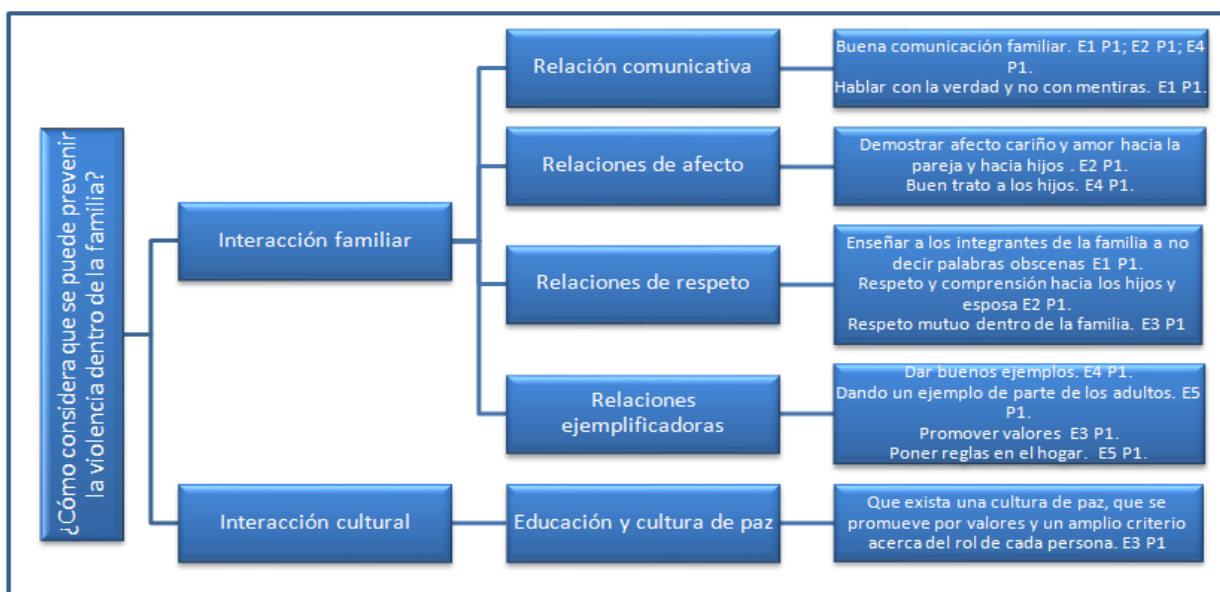 ¿Cómo considera que se puede prevenir
la violencia dentro de la familia?
Interacción familiar
Relación comunicativa
Buena comunicación familiar. E1 P1; E2 P1; E4
P1.
Hablar con la verdad y no con mentiras. E1 P1.
Relaciones de afecto
Demostrar afecto cariño y amor hacia la
pareja y hacia hijos . E2 P1.
Buen trato a los hijos. E4 P1.
Relaciones de respeto
Enseñar a los integrantes de la familia a no
decir palabras obscenas E1 P1.
Respeto y comprensión hacia los hijos y
esposa E2 P1.
Respeto mutuo dentro de la familia. E3 P1
Relaciones
ejemplificadoras
Dar buenos ejemplos. E4 P1.
Dando un ejemplo de parte de los adultos. E5
P1.
Promover valores E3 P1.
Poner reglas en el hogar. E5 P1.
Interacción cultural
Educación y cultura de paz
Que exista una cultura de paz, que se
promueve por valores y un amplio criterio
acerca del rol de cada persona. E3 P1